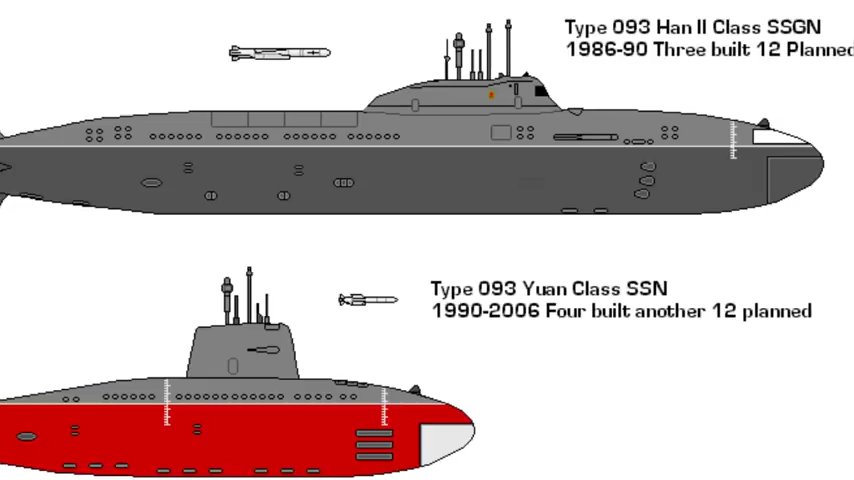 Type 093 Han II Class SSGN
1986-90 Three built 12 Planned
Type 093 Yuan Class SSN
1990-2006 Four built another 12 planned